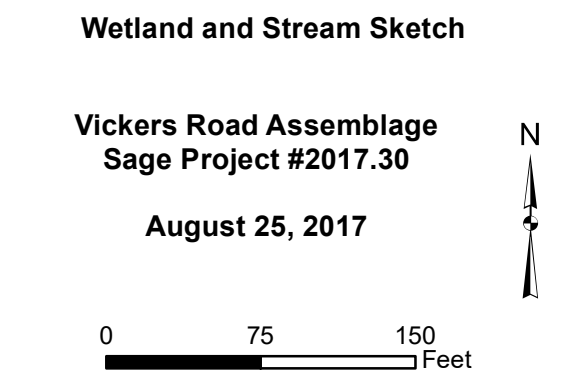 Wetland and Stream Sketch
Vickers Road Assemblage
Sage Project #2017.30
August 25, 2017
N
0 75 150
Feet